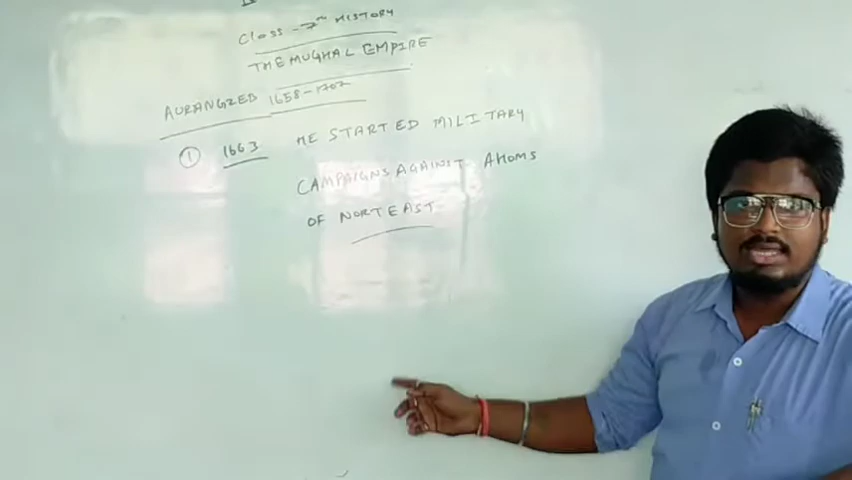 Class - 7th HISTORY
THE MUGHAL EMPIRE
AURANGZEB 1658-1707
① 1663 HE STARTED MILITARY
CAMPAIGNS AGAINST AHOMS
OF NORTEAST